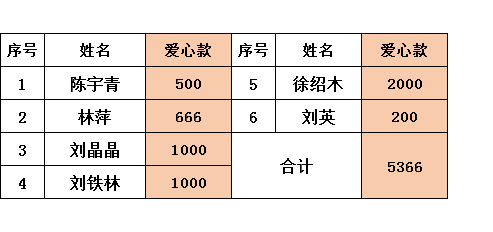 序号 姓名 爱心款 序号 姓名 爱心款
1 陈宇青 500 5 徐绍木 2000
2 林萍 666 6 刘英 200
3 刘晶晶 1000 合计 5366
4 刘铁林 1000